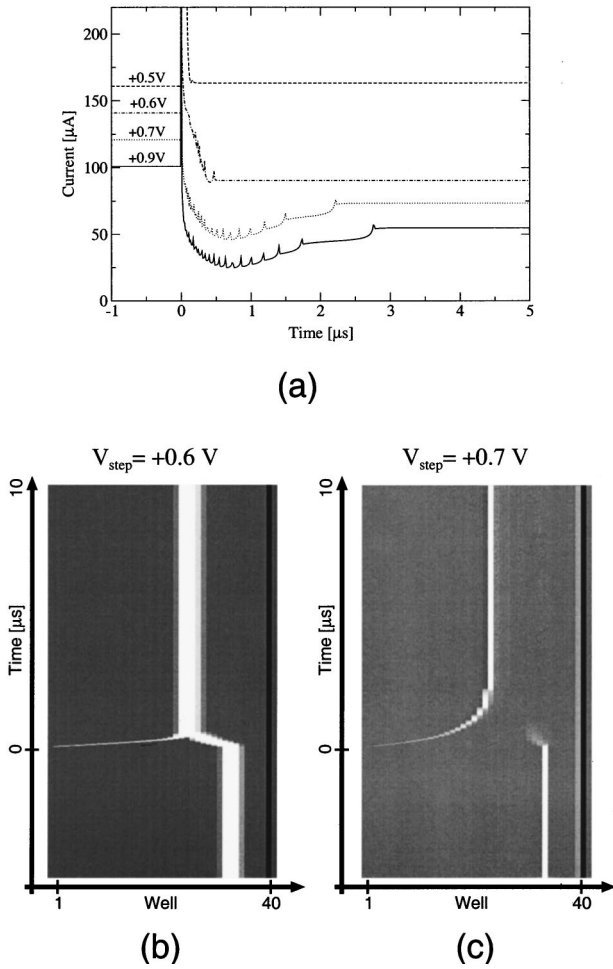 220
200
150
100
50
0
Current [μA]
+0.5V
+0.6V
+0.7V
+0.9V
-1 0 1 2 3 4 5
Time [μs]
(a)
V_step= +0.6 V
10
Time [μs]
0
1 Well 40
(b)
V_step= +0.7 V
10
Time [μs]
0
1 Well 40
(c)